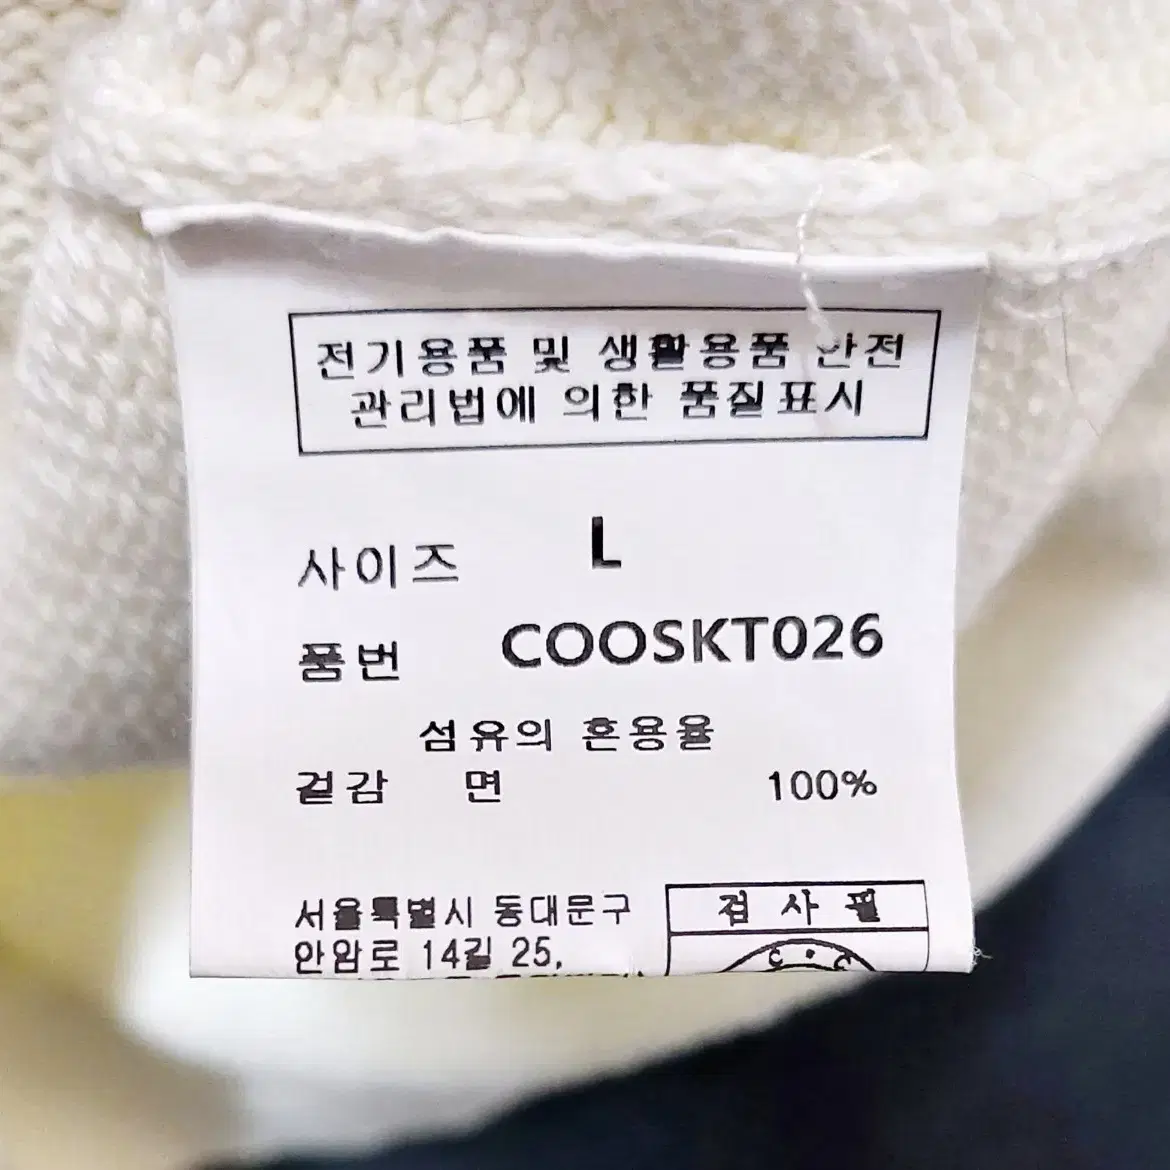 전기용품 및 생활용품 안전
관리법에 의한 품질표시
사이즈 L
품번 COOSKT026
섬유의 혼용율
겉감 면 100%
서울특별시 동대문구
안암로 14길 25,
검사필
C • C